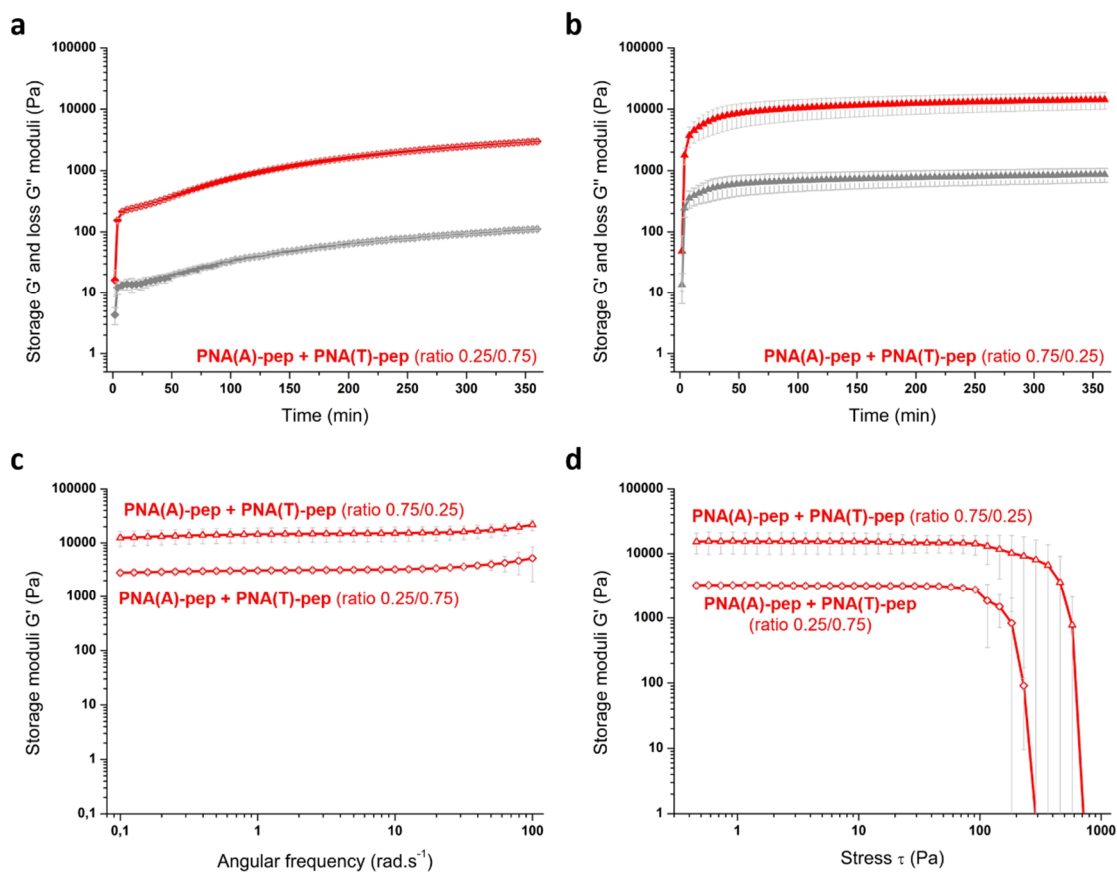 a
Storage G' and loss G'' moduli (Pa)
100000
10000
1000
100
10
1
PNA(A)-pep + PNA(T)-pep (ratio 0.25/0.75)
0 50 100 150 200 250 300 350
Time (min)
b
Storage G' and loss G'' moduli (Pa)
100000
10000
1000
100
10
1
PNA(A)-pep + PNA(T)-pep (ratio 0.75/0.25)
0 50 100 150 200 250 300 350
Time (min)
c
Storage moduli G' (Pa)
100000
10000
1000
100
10
1
0,1
PNA(A)-pep + PNA(T)-pep (ratio 0.75/0.25)
PNA(A)-pep + PNA(T)-pep (ratio 0.25/0.75)
0,1 1 10 100
Angular frequency (rad.s⁻¹)
d
Storage moduli G' (Pa)
100000
10000
1000
100
10
1
PNA(A)-pep + PNA(T)-pep (ratio 0.75/0.25)
PNA(A)-pep + PNA(T)-pep
(ratio 0.25/0.75)
1 10 100 1000
Stress τ (Pa)